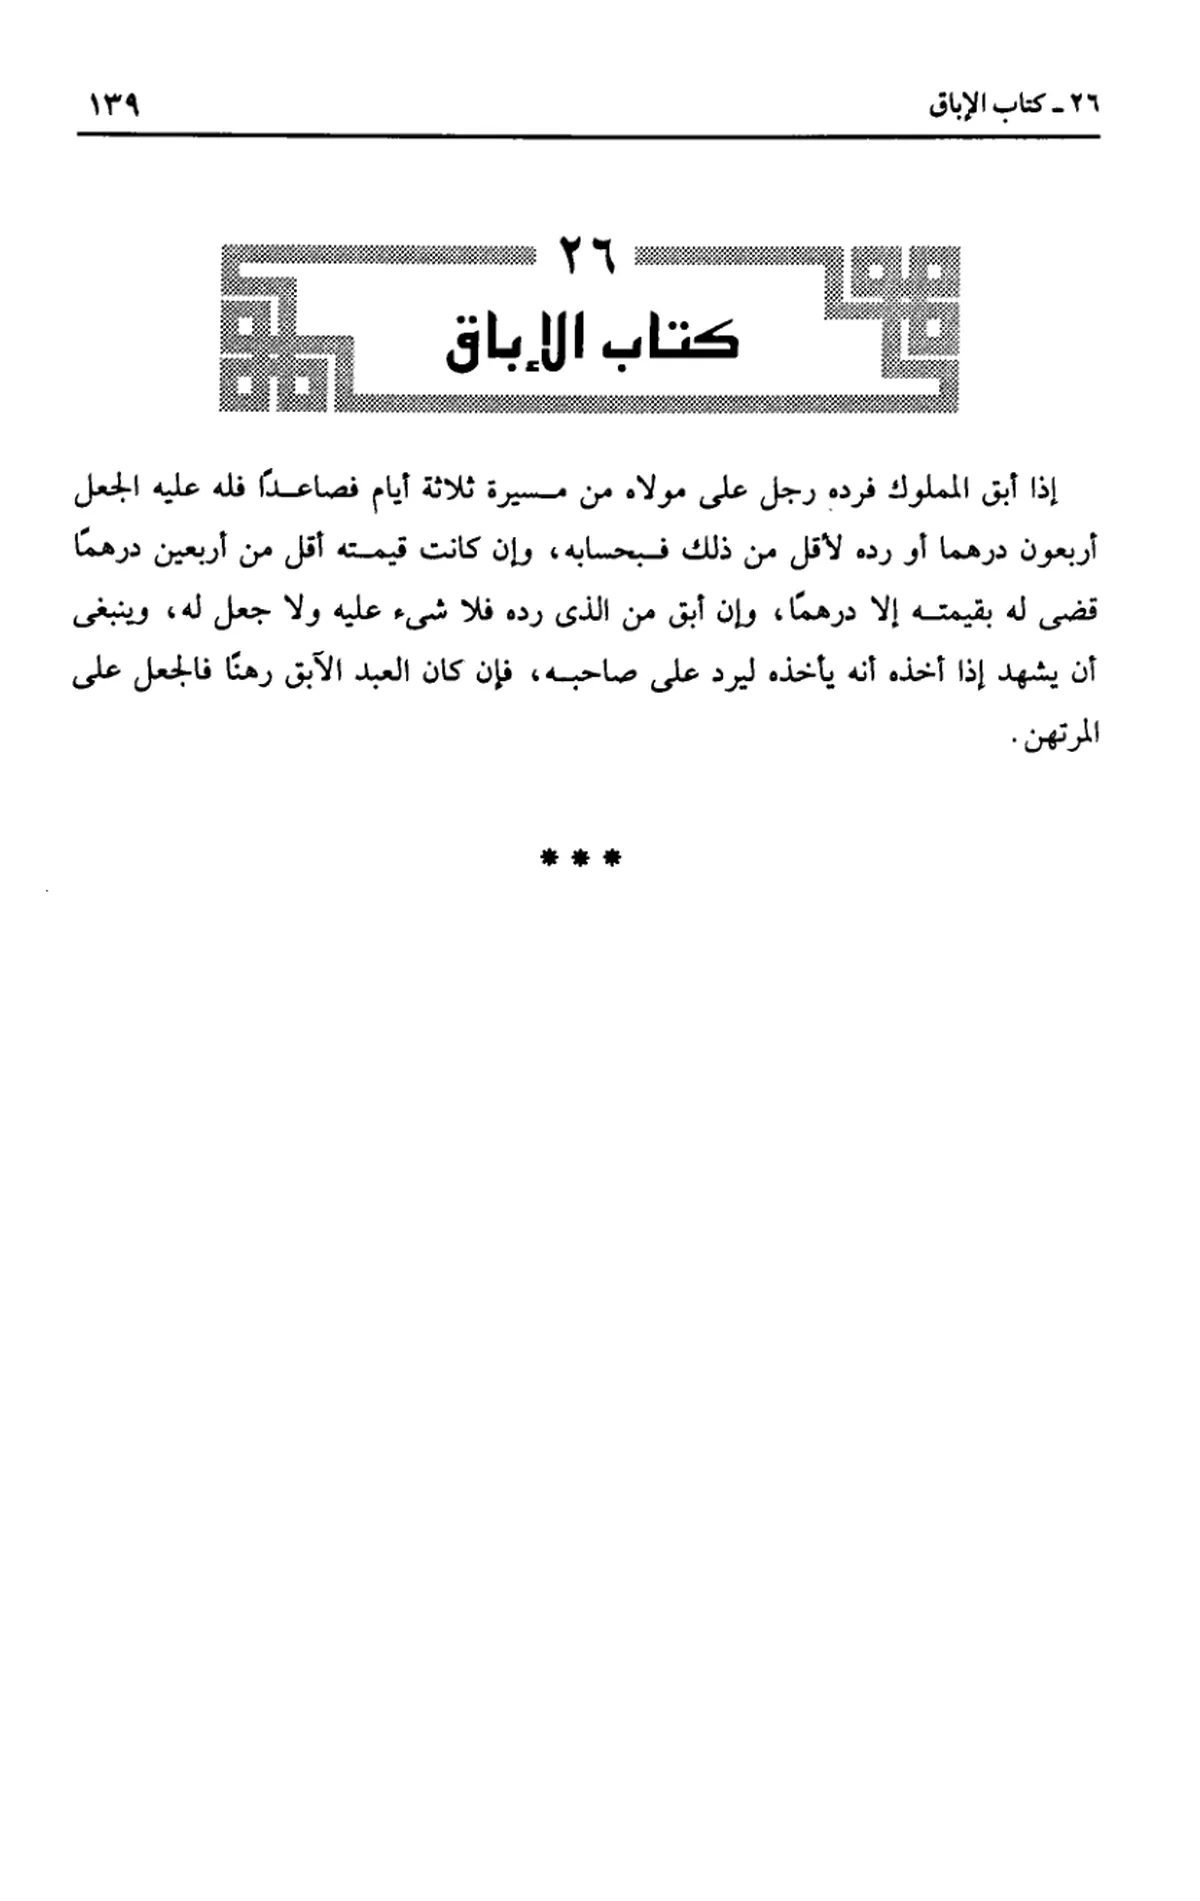 ٢٦ - كتاب الإباق ١٣٩
٢٦
كتاب الإباق
إذا أبق المملوك فرده رجل على مولاه من مسيرة ثلاثة أيام فصاعدًا فله عليه الجعل
أربعون درهما أو رده لأقل من ذلك فبحسابه، وإن كانت قيمته أقل من أربعين درهمًا
قضى له بقيمته إلا درهمًا، وإن أبق من الذى رده فلا شىء عليه ولا جعل له، وينبغى
أن يشهد إذا أخذه أنه يأخذه ليرد على صاحبه، فإن كان العبد الآبق رهنًا فالجعل على
المرتهن.
* * *